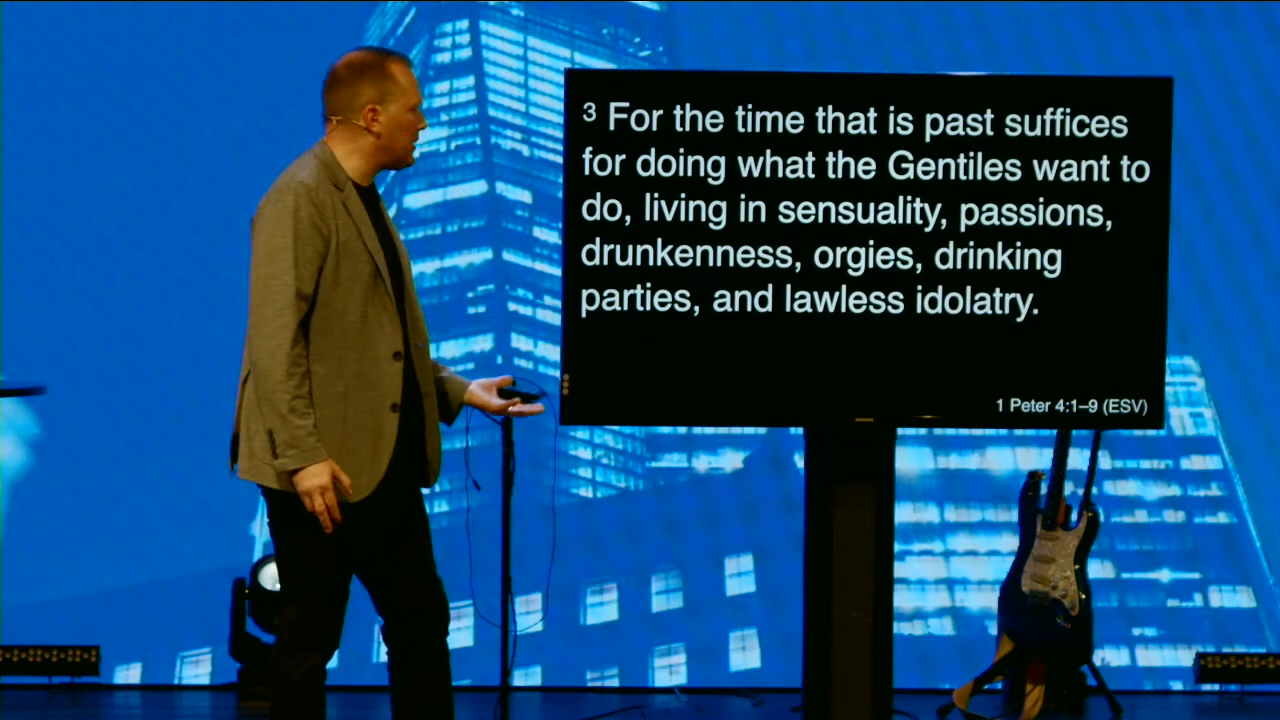 3 For the time that is past suffices
for doing what the Gentiles want to
do, living in sensuality, passions,
drunkenness, orgies, drinking
parties, and lawless idolatry.
1 Peter 4:1–9 (ESV)